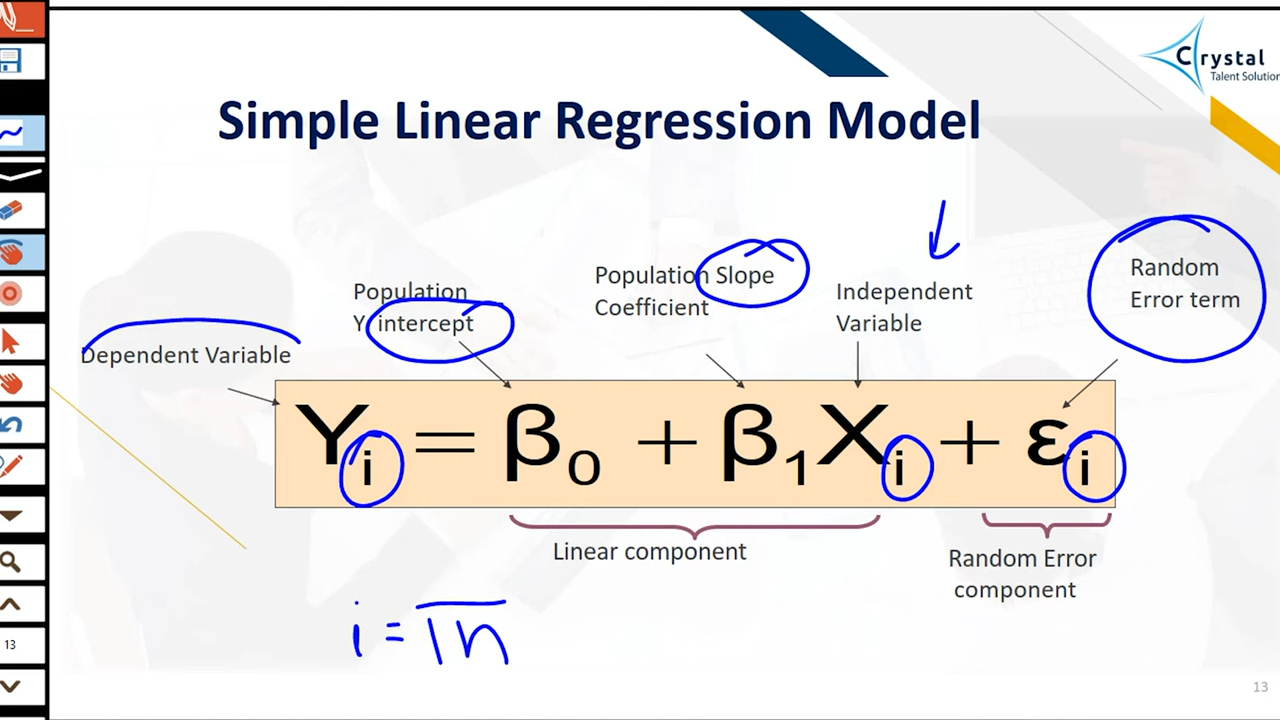 Crystal
Talent Solution
Simple Linear Regression Model
Population Slope
Coefficient
Random
Error term
Population
Y intercept
Independent
Variable
Dependent Variable
Yi = β0 + β1Xi + εi
Linear component
Random Error
component
i = 1n
13
13